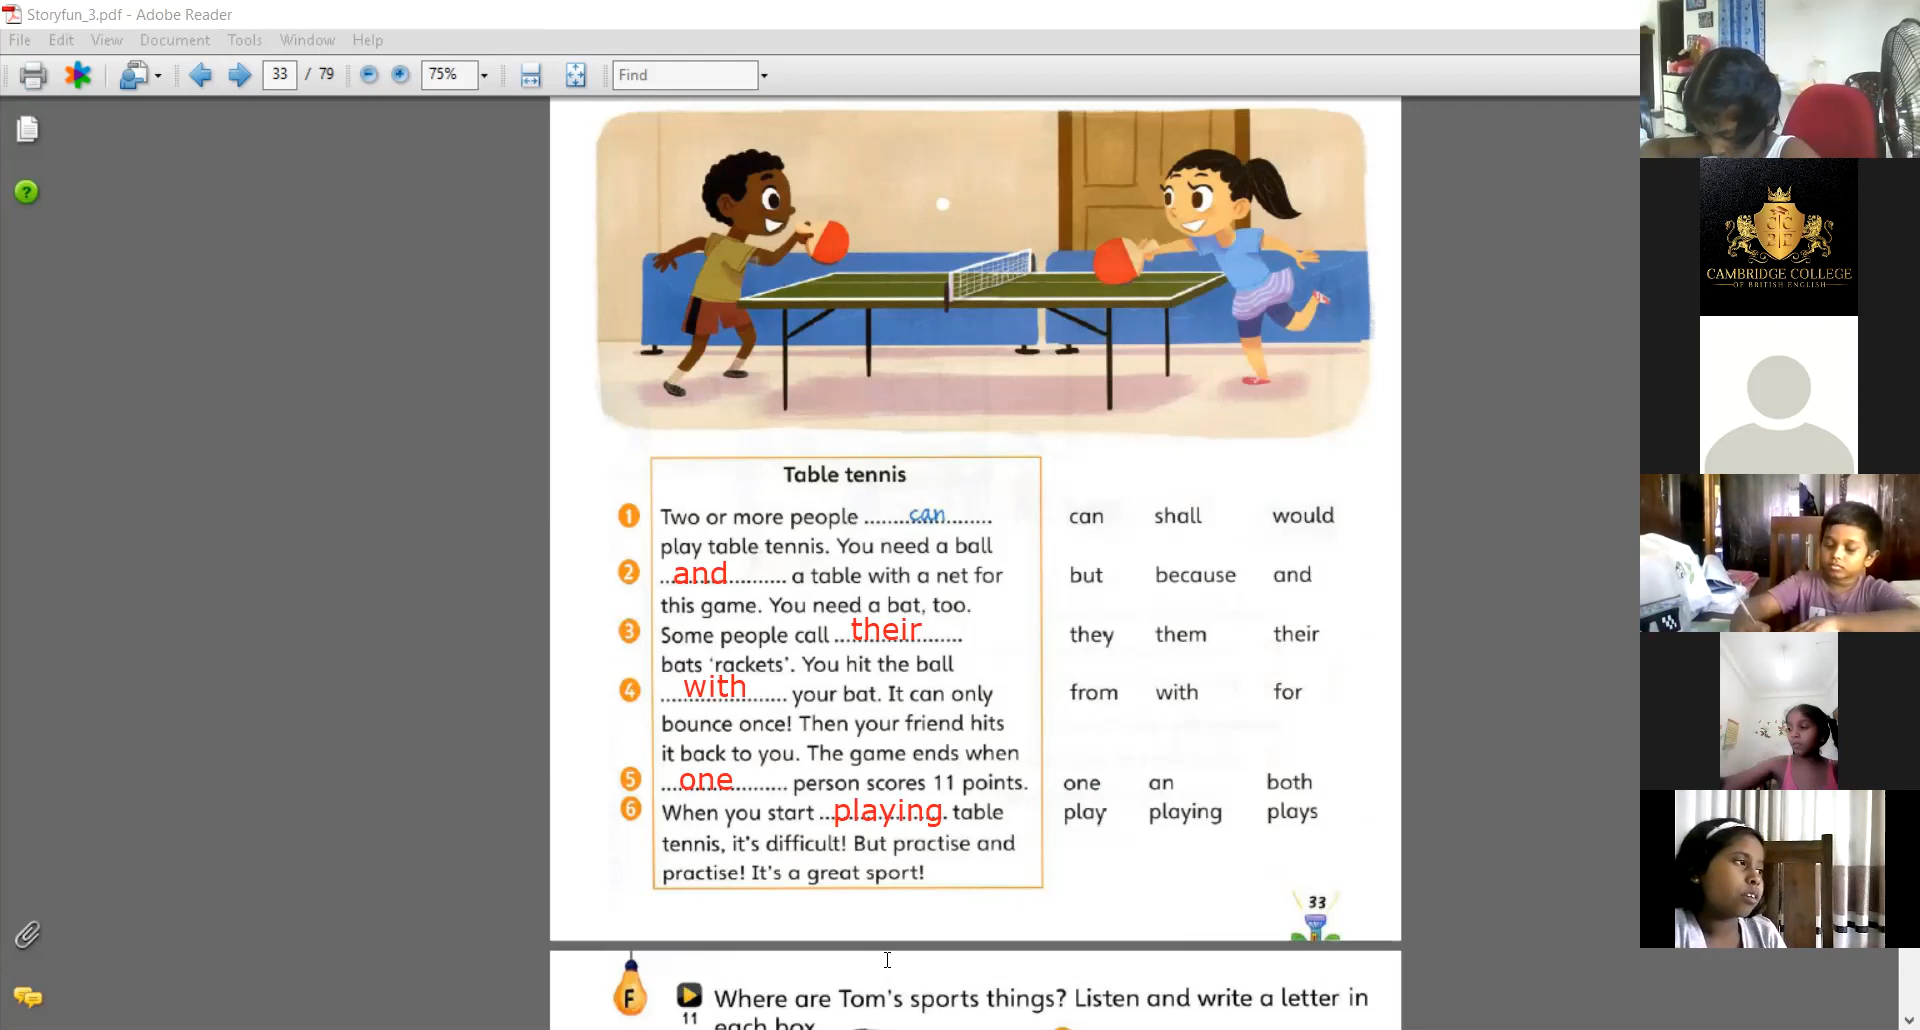 Storyfun_3.pdf - Adobe Reader
File Edit View Document Tools Window Help
33 / 79 75% Find
CAMBRIDGE COLLEGE
OF BRITISH ENGLISH
Table tennis
1 Two or more people ...........can......... can shall would
play table tennis. You need a ball
2 and a table with a net for but because and
this game. You need a bat, too.
3 Some people call their they them their
bats 'rackets'. You hit the ball
4 with your bat. It can only from with for
bounce once! Then your friend hits
it back to you. The game ends when
5 one person scores 11 points. one an both
6 When you start playing table play playing plays
tennis, it's difficult! But practise and
practise! It's a great sport!
33
F 11 Where are Tom's sports things? Listen and write a letter in
each box